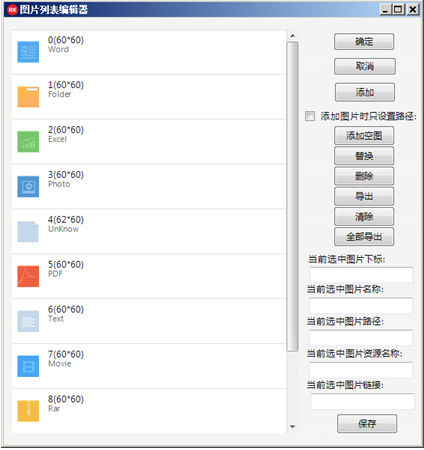 RX 图片列表编辑器
0(60*60)
Word
1(60*60)
Folder
2(60*60)
Excel
3(60*60)
Photo
4(62*60)
UnKnow
5(60*60)
PDF
6(60*60)
Text
7(60*60)
Movie
8(60*60)
Rar
确定
取消
添加
添加图片时只设置路径:
添加空图
替换
删除
导出
清除
全部导出
当前选中图片下标:
当前选中图片名称:
当前选中图片路径:
当前选中图片资源名称:
当前选中图片链接:
保存